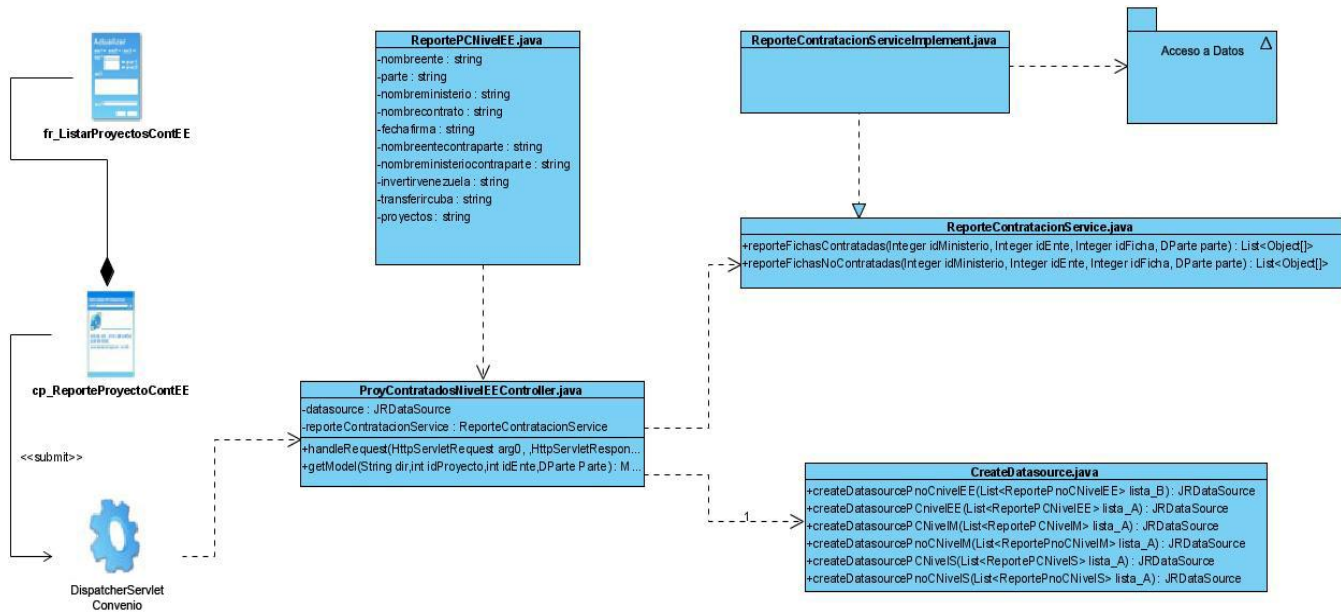 Adualizar
fr_ListarProyectosContEE
cp_ReporteProyectoContEE
<<submit>>
DispatcherServlet
Convenio
ReportePCNivelEE.java
-nombreente : string
-parte : string
-nombreministerio : string
-nombrecontrato : string
-fechafirma : string
-nombreentecontraparte : string
-nombreministeriocontraparte : string
-invertirvenezuela : string
-transferircuba : string
-proyectos : string
ProyContratadosNivelEEController.java
-datasource : JRDataSource
-reporteContratacionService : ReporteContratacionService
+handleRequest(HttpServletRequest arg0, ,HttpServletRespon...
+getModel(String dir,int idProyecto,int idEnte,DParte Parte) : M ...
ReporteContratacionServiceImplement.java
Acceso a Datos
ReporteContratacionService.java
+reporteFichasContratadas(Integer idMinisterio, Integer idEnte, Integer idFicha, DParte parte) : List<Object[]>
+reporteFichasNoContratadas(Integer idMinisterio, Integer idEnte, Integer idFicha, DParte parte) : List<Object[]>
1
CreateDatasource.java
+createDatasourcePnoCnivelEE(List<ReportePnoCNivelEE> lista_B) : JRDataSource
+createDatasourcePCnivelEE(List<ReportePCNivelEE> lista_A) : JRDataSource
+createDatasourcePCNivelM(List<ReportePCNivelM> lista_A) : JRDataSource
+createDatasourcePnoCNivelM(List<ReportePnoCNivelM> lista_A) : JRDataSource
+createDatasourcePCNivelS(List<ReportePCNivelS> lista_A) : JRDataSource
+createDatasourcePnoCNivelS(List<ReportePnoCNivelS> lista_A) : JRDataSource